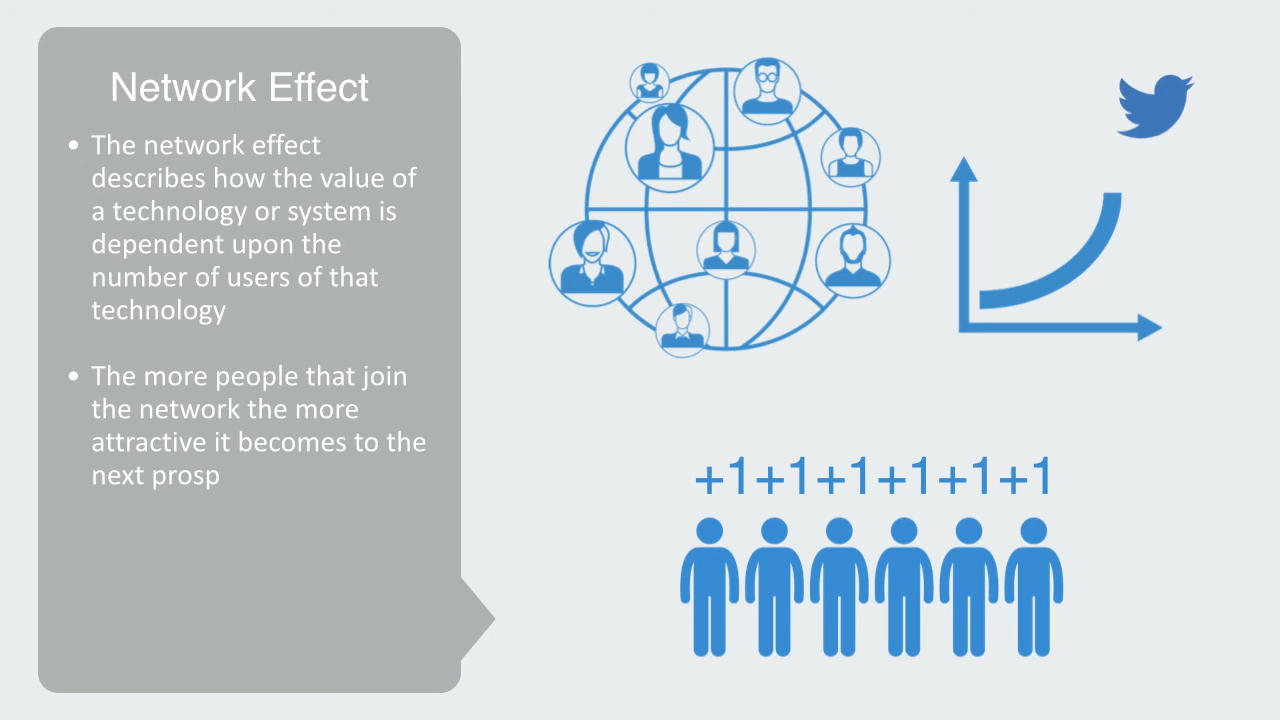 Network Effect
• The network effect
describes how the value of
a technology or system is
dependent upon the
number of users of that
technology
• The more people that join
the network the more
attractive it becomes to the
next prosp
+1+1+1+1+1+1